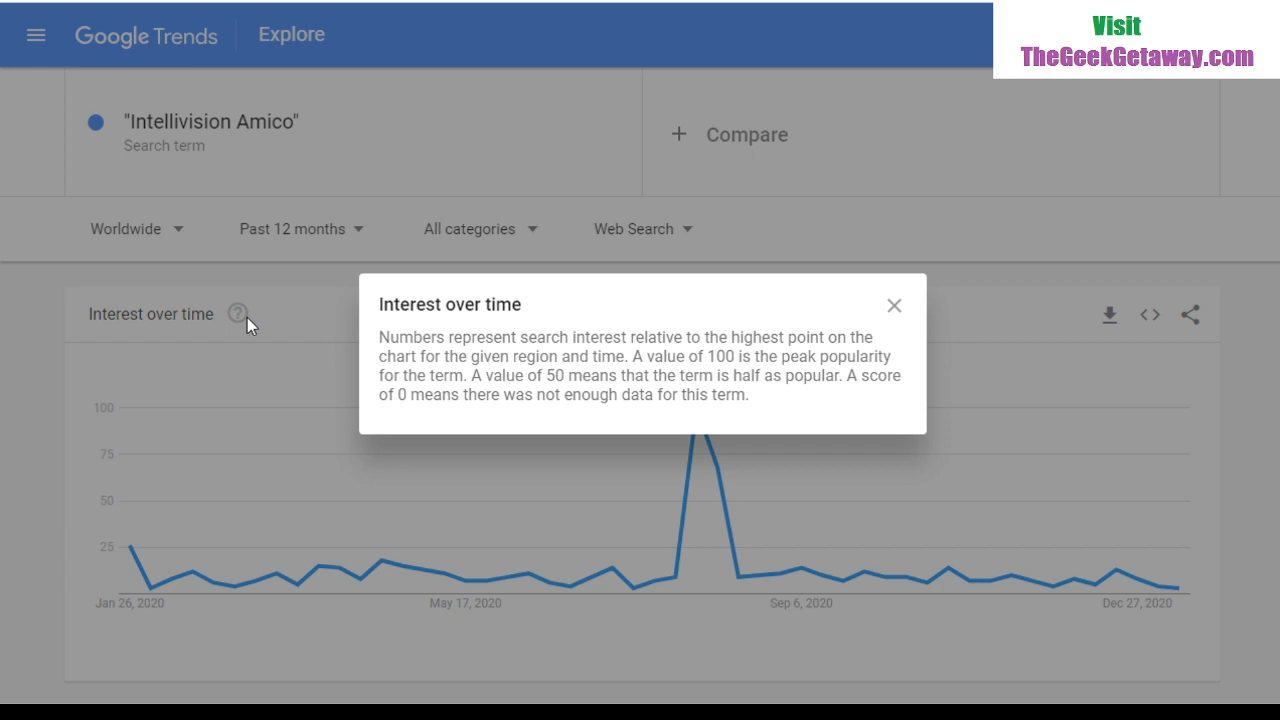 Google Trends
Explore
Visit
TheGeekGetaway.com
"Intellivision Amico"
Search term
+ Compare
Worldwide
Past 12 months
All categories
Web Search
Interest over time
Interest over time
Numbers represent search interest relative to the highest point on the
chart for the given region and time. A value of 100 is the peak popularity
for the term. A value of 50 means that the term is half as popular. A score
of 0 means there was not enough data for this term.
100
75
50
25
Jan 26, 2020
May 17, 2020
Sep 6, 2020
Dec 27, 2020